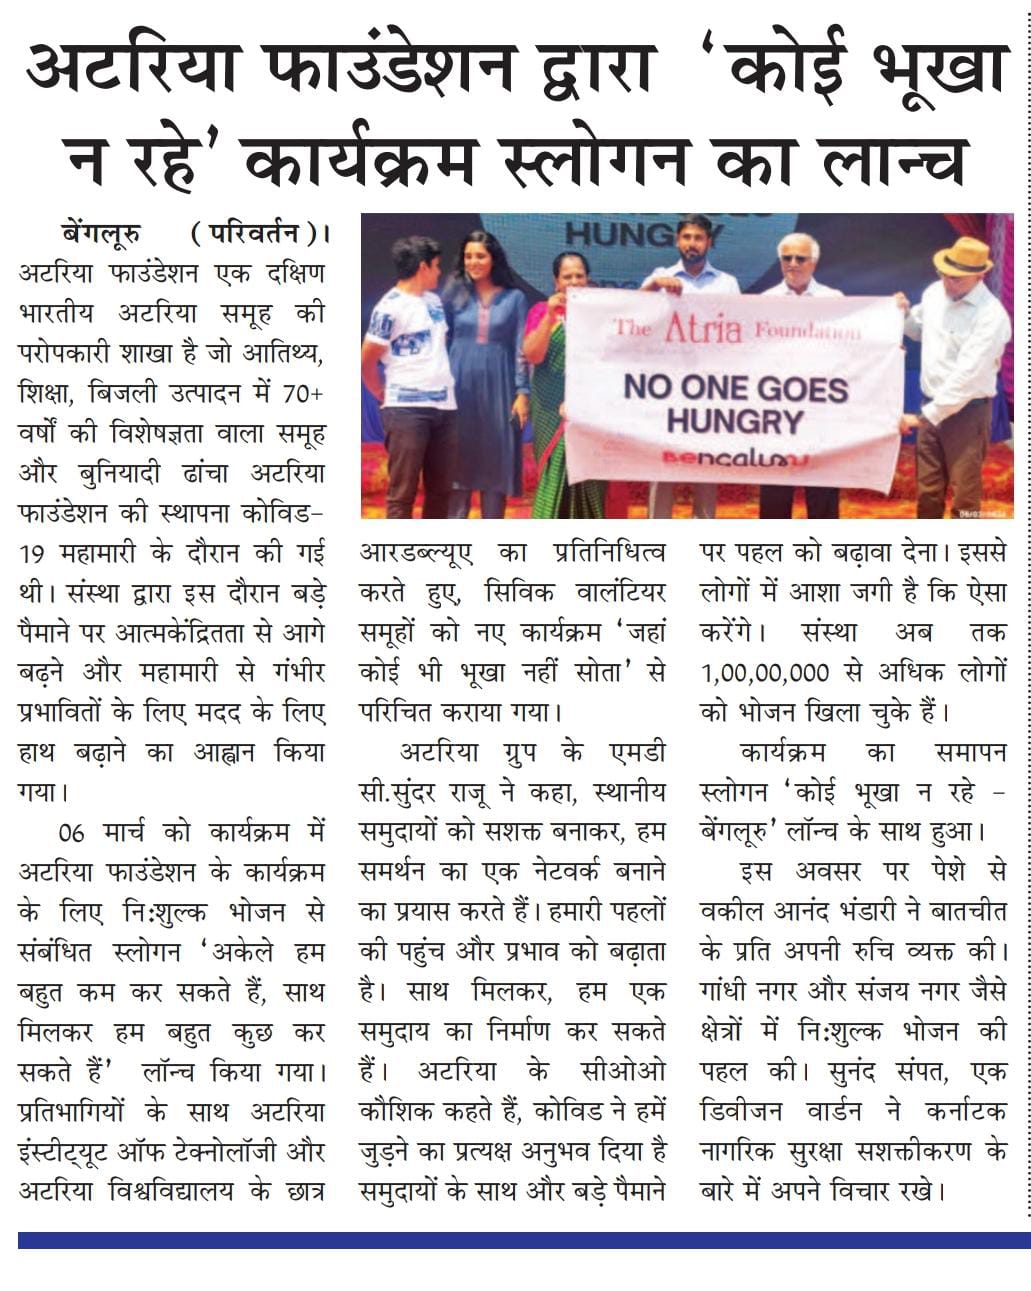 अटरिया फाउंडेशन द्वारा ‘कोई भूखा
न रहे’ कार्यक्रम स्लोगन का लान्च
बेंगलूरु (परिवर्तन)।
अटरिया फाउंडेशन एक दक्षिण
भारतीय अटरिया समूह की
परोपकारी शाखा है जो आतिथ्य,
शिक्षा, बिजली उत्पादन में 70+
वर्षों की विशेषज्ञता वाला समूह
और बुनियादी ढांचा अटरिया
फाउंडेशन की स्थापना कोविड-
19 महामारी के दौरान की गई
थी। संस्था द्वारा इस दौरान बड़े
पैमाने पर आत्मकेंद्रितता से आगे
बढ़ने और महामारी से गंभीर
प्रभावितों के लिए मदद के लिए
हाथ बढ़ाने का आह्वान किया
गया।
06 मार्च को कार्यक्रम में
अटरिया फाउंडेशन के कार्यक्रम
के लिए नि:शुल्क भोजन से
संबंधित स्लोगन ‘अकेले हम
बहुत कम कर सकते हैं, साथ
मिलकर हम बहुत कुछ कर
सकते हैं’ लॉन्च किया गया।
प्रतिभागियों के साथ अटरिया
इंस्टीट्यूट ऑफ टेक्नोलॉजी और
अटरिया विश्वविद्यालय के छात्र
HUNGRY
The Atria Foundation
NO ONE GOES
HUNGRY
Bengaluru
आरडब्ल्यूए का प्रतिनिधित्व
करते हुए, सिविक वालंटियर
समूहों को नए कार्यक्रम ‘जहां
कोई भी भूखा नहीं सोता’ से
परिचित कराया गया।
अटरिया ग्रुप के एमडी
सी.सुंदर राजू ने कहा, स्थानीय
समुदायों को सशक्त बनाकर, हम
समर्थन का एक नेटवर्क बनाने
का प्रयास करते हैं। हमारी पहलों
की पहुंच और प्रभाव को बढ़ाता
है। साथ मिलकर, हम एक
समुदाय का निर्माण कर सकते
हैं। अटरिया के सीओओ
कौशिक कहते हैं, कोविड ने हमें
जुड़ने का प्रत्यक्ष अनुभव दिया है
समुदायों के साथ और बड़े पैमाने
पर पहल को बढ़ावा देना। इससे
लोगों में आशा जगी है कि ऐसा
करेंगे। संस्था अब तक
1,00,00,000 से अधिक लोगों
को भोजन खिला चुके हैं।
कार्यक्रम का समापन
स्लोगन ‘कोई भूखा न रहे -
बेंगलूरु’ लॉन्च के साथ हुआ।
इस अवसर पर पेशे से
वकील आनंद भंडारी ने बातचीत
के प्रति अपनी रुचि व्यक्त की।
गांधी नगर और संजय नगर जैसे
क्षेत्रों में नि:शुल्क भोजन की
पहल की। सुनंद संपत, एक
डिवीजन वार्डन ने कर्नाटक
नागरिक सुरक्षा सशक्तीकरण के
बारे में अपने विचार रखे।